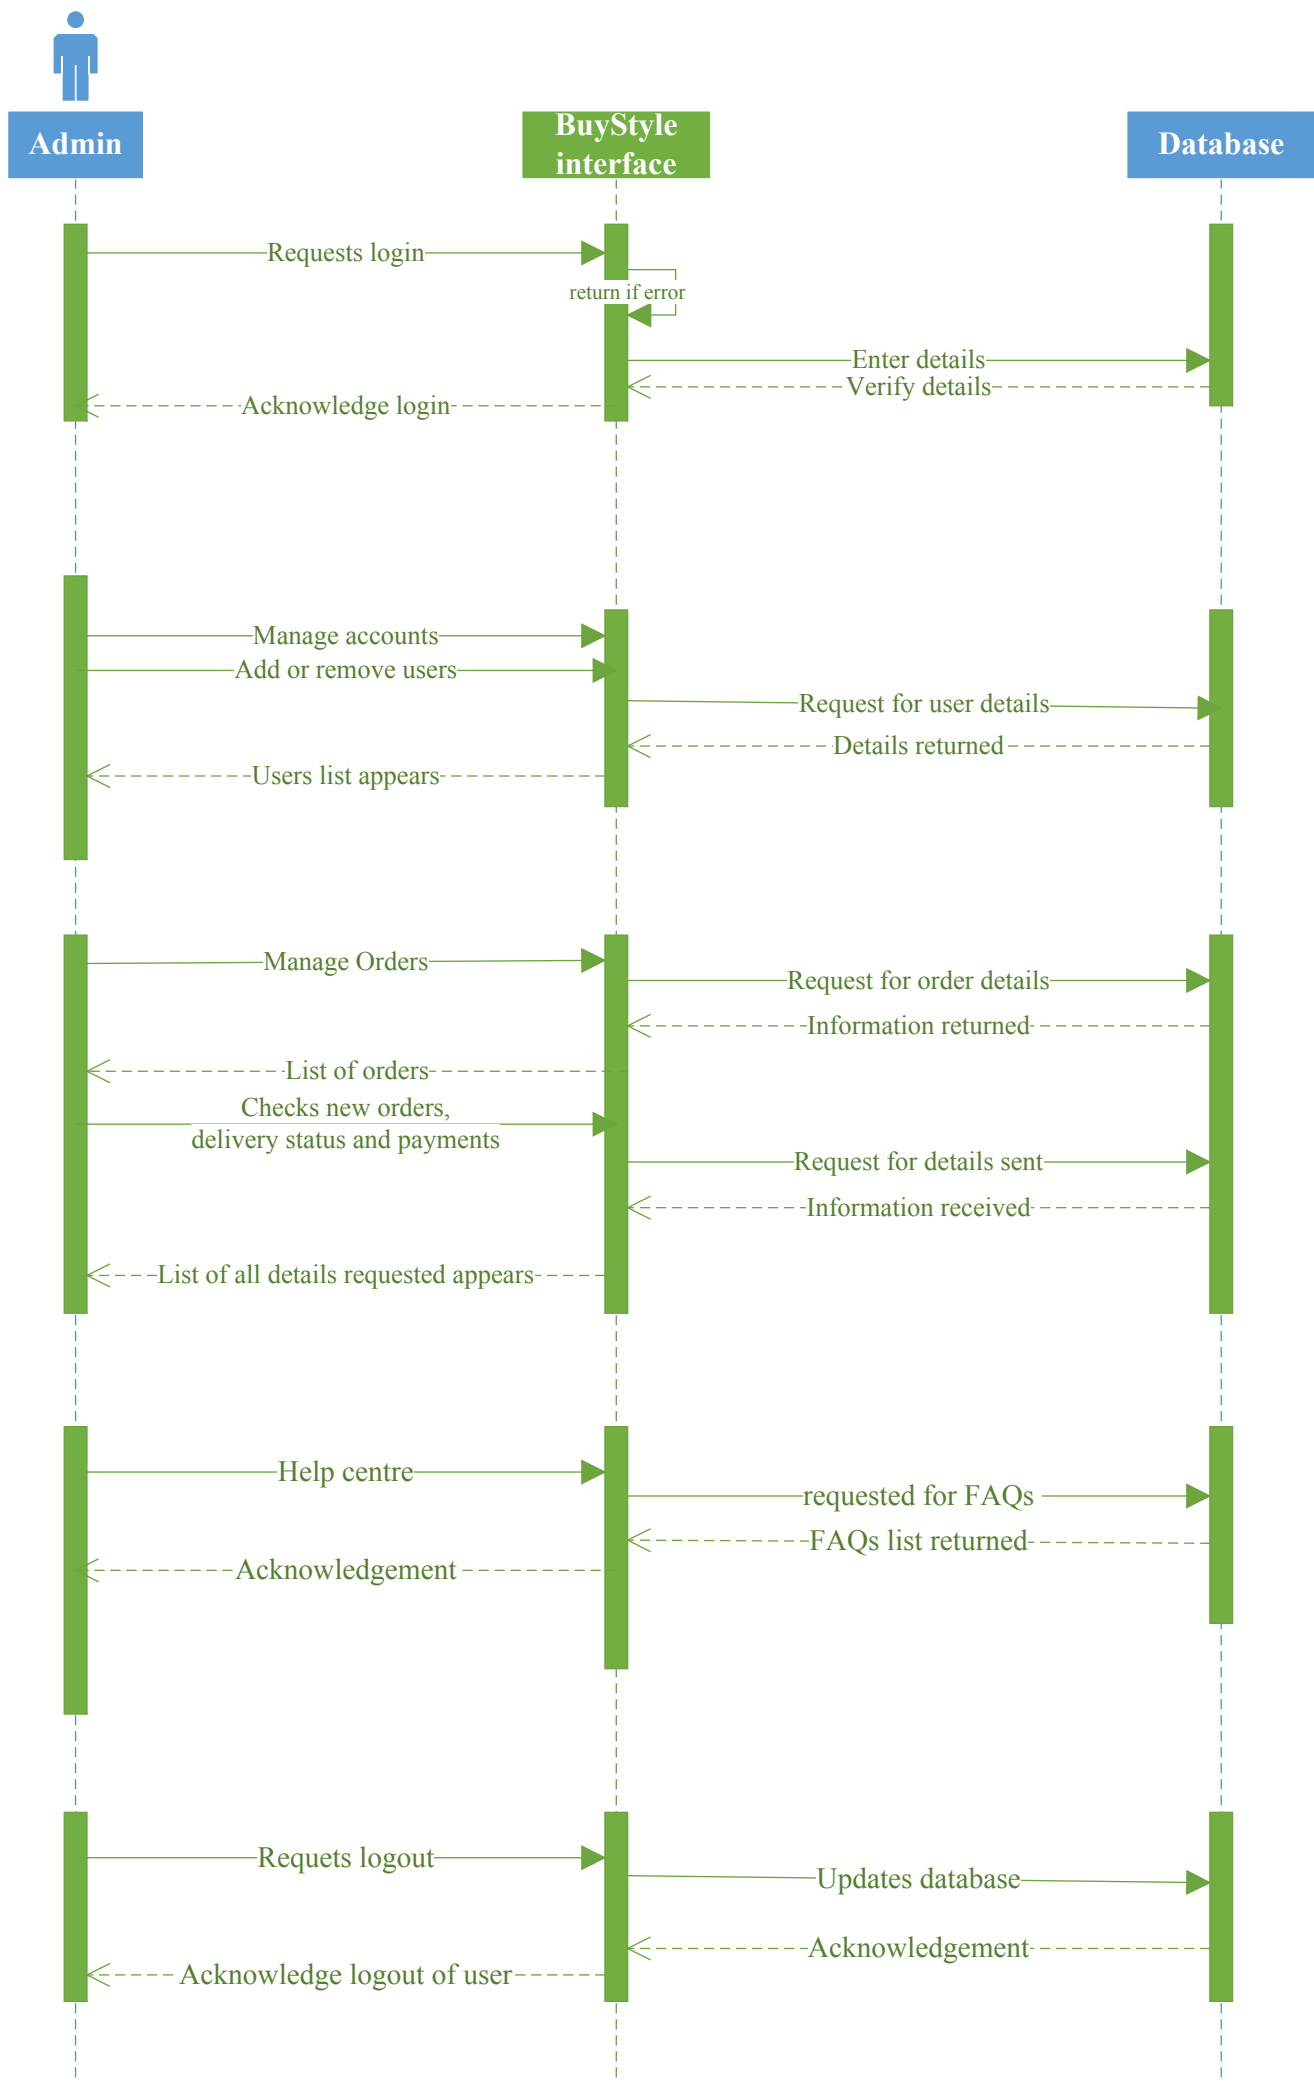 Admin
BuyStyle
interface
Database
Requests login
return if error
Enter details
Verify details
Acknowledge login
Manage accounts
Add or remove users
Request for user details
Details returned
Users list appears
Manage Orders
Request for order details
Information returned
List of orders
Checks new orders,
delivery status and payments
Request for details sent
Information received
List of all details requested appears
Help centre
requested for FAQs
FAQs list returned
Acknowledgement
Requets logout
Updates database
Acknowledgement
Acknowledge logout of user